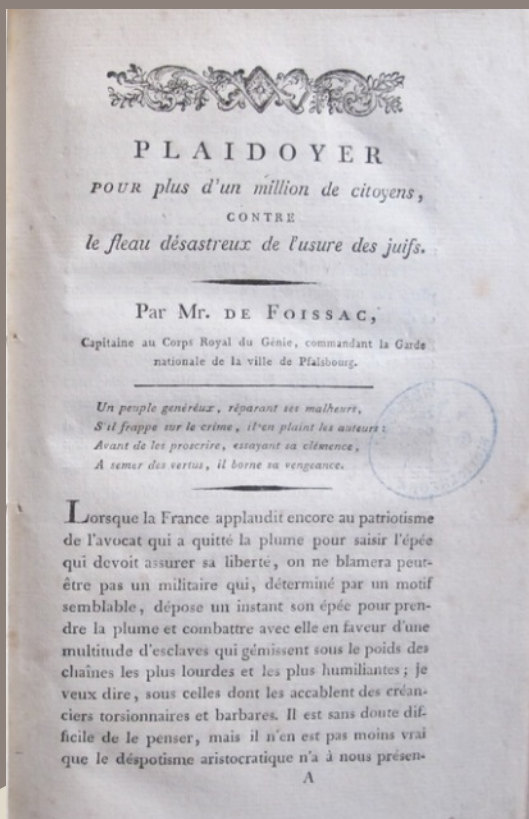 PLAIDOYER
POUR plus d'un million de citoyens,
CONTRE
le fleau désastreux de l'usure des juifs.
Par Mr. DE FOISSAC,
Capitaine au Corps Royal du Génie, commandant la Garde
nationale de la ville de Pfalsbourg.
Un peuple genéréux, réparant ses malheurs,
S'il frappe sur le crime, il en plaint les auteurs:
Avant de les proscrire, essayant sa clémence,
A semer des vertus, il borne sa vengeance.
Lorsque la France applaudit encore au patriotisme
de l'avocat qui a quitté la plume pour saisir l'épée
qui devoit assurer sa liberté, on ne blamera peut-
être pas un militaire qui, déterminé par un motif
semblable, dépose un instant son épée pour pren-
dre la plume et combattre avec elle en faveur d'une
multitude d'esclaves qui gémissent sous le poids des
chaînes les plus lourdes et les plus humiliantes; je
veux dire, sous celles dont les accablent des créan-
ciers torsionnaires et barbares. Il est sans doute dif-
ficile de le penser, mais il n'en est pas moins vrai
que le déspotisme aristocratique n'a à nous présen-
A